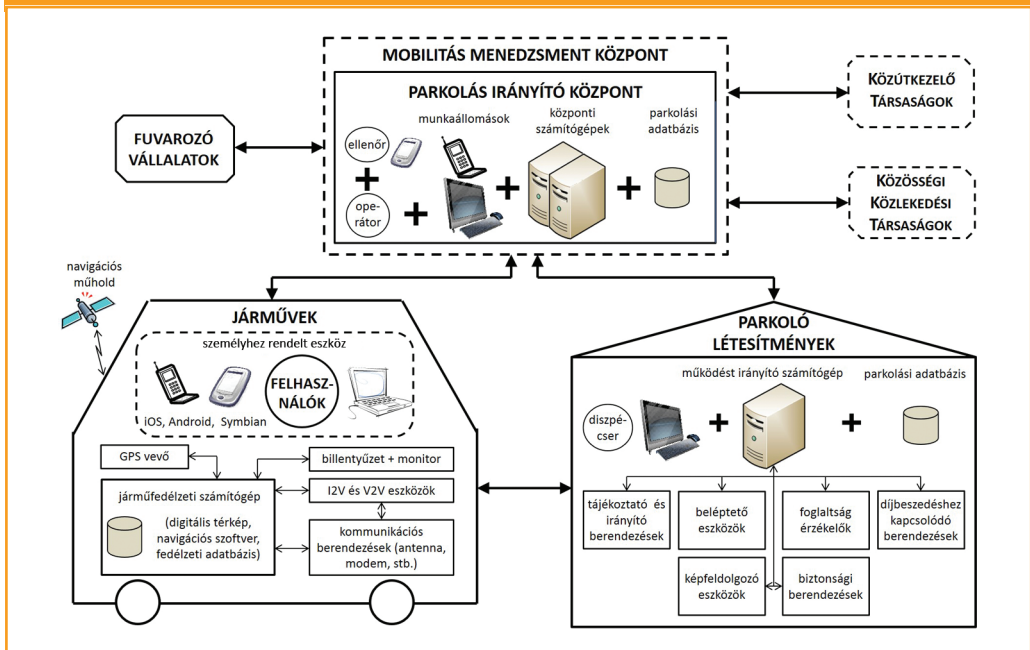 MOBILITÁS MENEDZSMENT KÖZPONT
PARKOLÁS IRÁNYÍTÓ KÖZPONT
munkaállomások
központi
számítógépek
parkolási
adatbázis
ellenőr
ope-
rátor
FUVAROZÓ
VÁLLALATOK
KÖZÚTKEZELŐ
TÁRSASÁGOK
KÖZÖSSÉGI
KÖZLEKEDÉSI
TÁRSASÁGOK
navigációs
műhold
JÁRMŰVEK
személyhez rendelt eszköz
FELHASZ-
NÁLÓK
iOS, Android, Symbian
GPS vevő
billentyűzet + monitor
I2V és V2V eszközök
járműfedélzeti számítógép
(digitális térkép,
navigációs szoftver,
fedélzeti adatbázis)
kommunikációs
berendezések (antenna,
modem, stb.)
PARKOLÓ
LÉTESÍTMÉNYEK
működést irányító számítógép
parkolási adatbázis
diszpé-
cser
tájékoztató és
irányító
berendezések
beléptető
eszközök
foglaltság
érzékelők
díjbeszedéshez
kapcsolódó
berendezések
képfeldolgozó
eszközök
biztonsági
berendezések